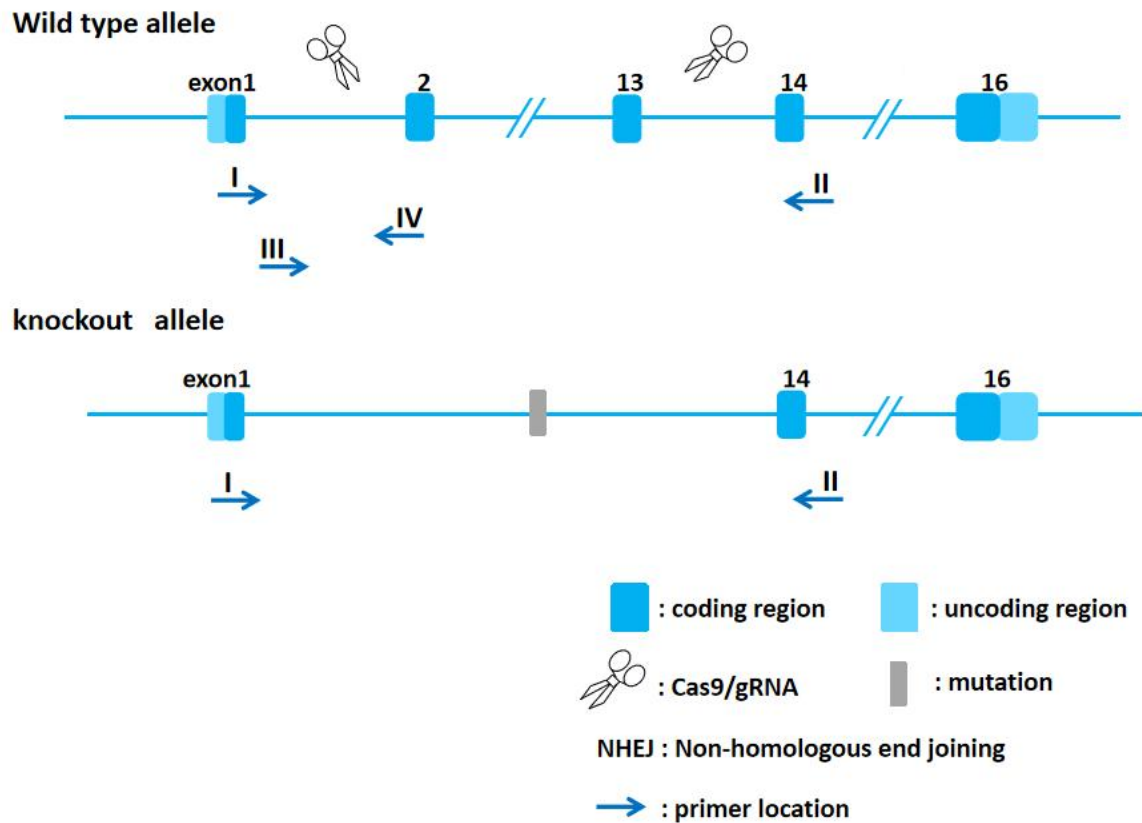 Wild type allele
exon1 2 13 14 16
I II
IV
III
knockout allele
exon1 14 16
I II
: coding region : uncoding region
: Cas9/gRNA : mutation
NHEJ : Non-homologous end joining
: primer location